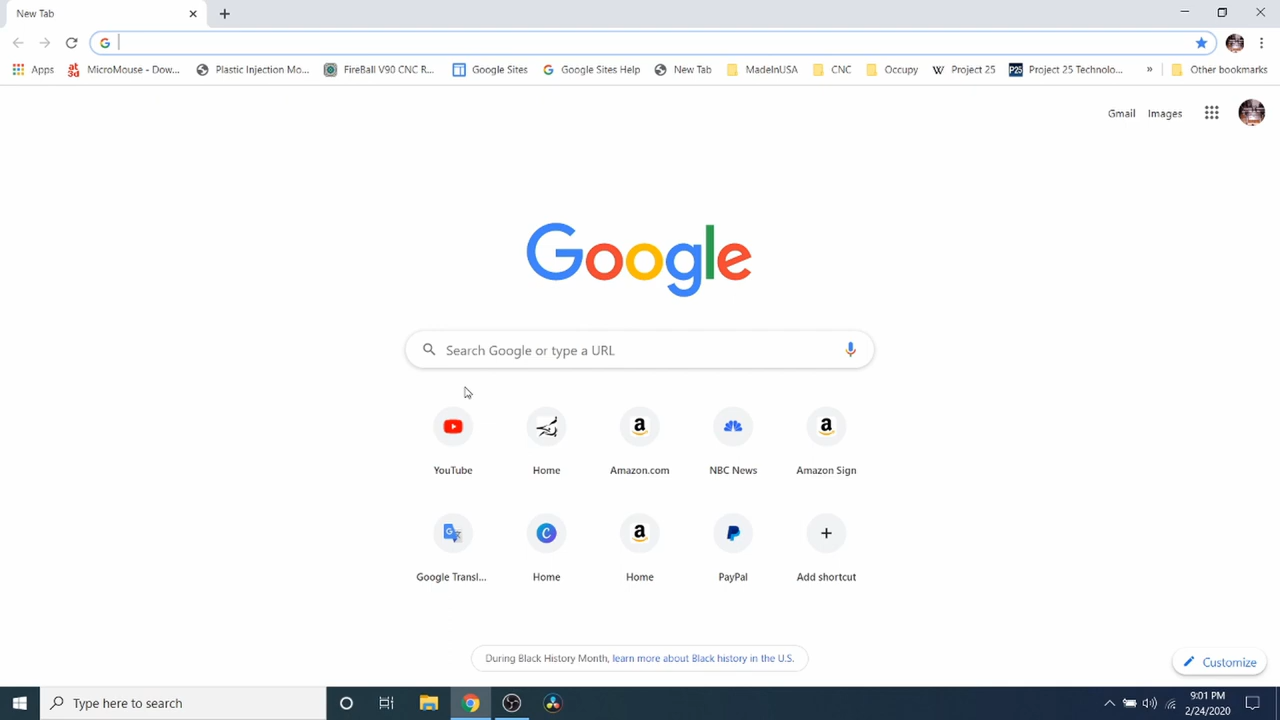 New Tab
Apps MicroMouse - Dow... Plastic Injection Mo... FireBall V90 CNC R... Google Sites Google Sites Help New Tab MadeInUSA CNC Occupy Project 25 P25 Project 25 Technolo... » Other bookmarks
Gmail Images
Google
Search Google or type a URL
YouTube Home Amazon.com NBC News Amazon Sign
Google Transl... Home Home PayPal Add shortcut
During Black History Month, learn more about Black history in the U.S.
Customize
Type here to search
9:01 PM
2/24/2020